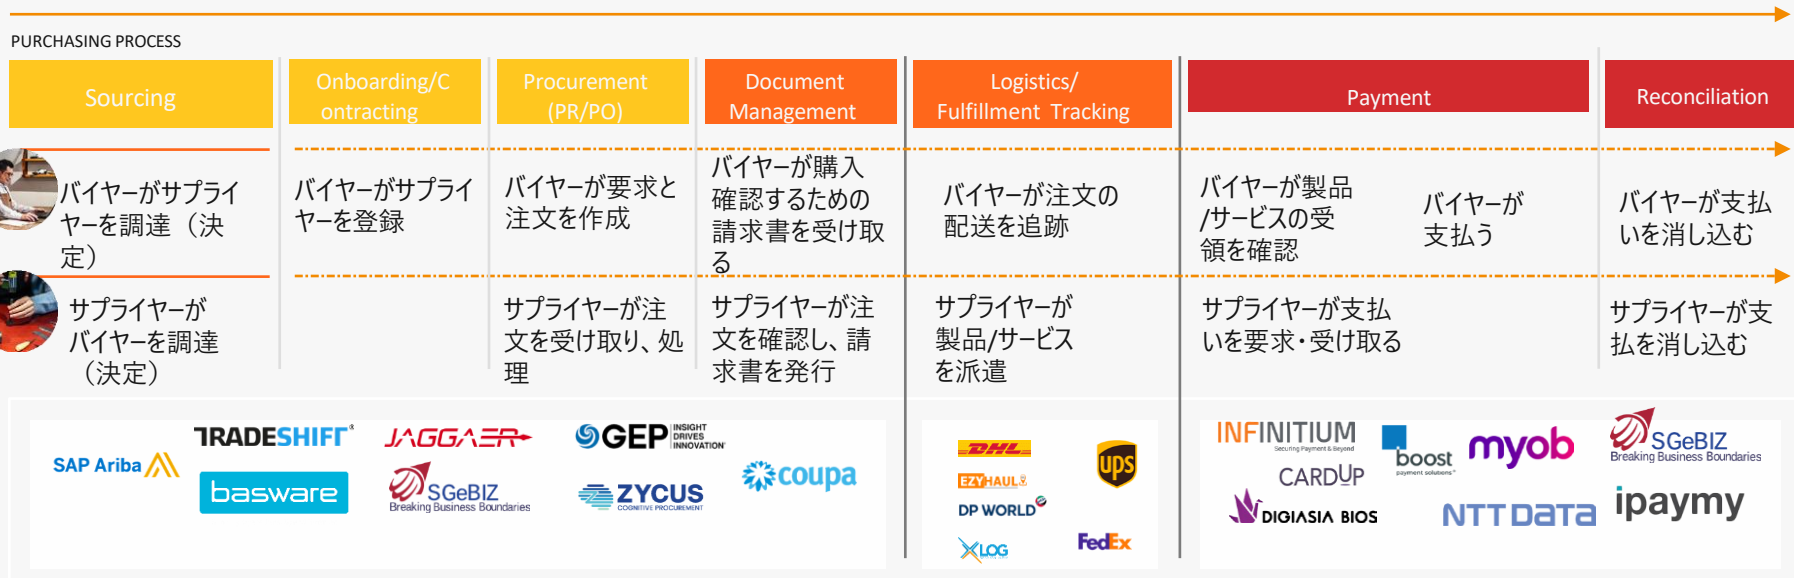 PURCHASING PROCESS
Sourcing
Onboarding/C
ontracting
Procurement
(PR/PO)
Document
Management
Logistics/
Fulfillment Tracking
Payment
Reconciliation
バイヤーがサプライ
ヤーを調達（決
定）
バイヤーがサプライ
ヤーを登録
バイヤーが要求と
注文を作成
バイヤーが購入
確認するための
請求書を受け取
る
バイヤーが注文の
配送を追跡
バイヤーが製品
/サービスの受
領を確認
バイヤーが
支払う
バイヤーが支払
いを消し込む
サプライヤーが
バイヤーを調達
（決定）
サプライヤーが注
文を受け取り、処
理
サプライヤーが注
文を確認し、請
求書を発行
サプライヤーが
製品/サービス
を派遣
サプライヤーが支払
いを要求・受け取る
サプライヤーが支
払を消し込む
SAP Ariba
TRADESHIFT®
basware
JAGGAER
SGeBIZ
Breaking Business Boundaries
GEP
INSIGHT
DRIVES
INNOVATION
ZYCUS
COGNITIVE PROCUREMENT
coupa
DHL
EZYHAUL
DP WORLD
XLOG
ups
FedEx
INFINITIUM
Securing Payment & Beyond
CARDUP
DIGIASIA BIOS
boost
payment solutions
myob
NTT DATA
SGeBIZ
Breaking Business Boundaries
ipaymy